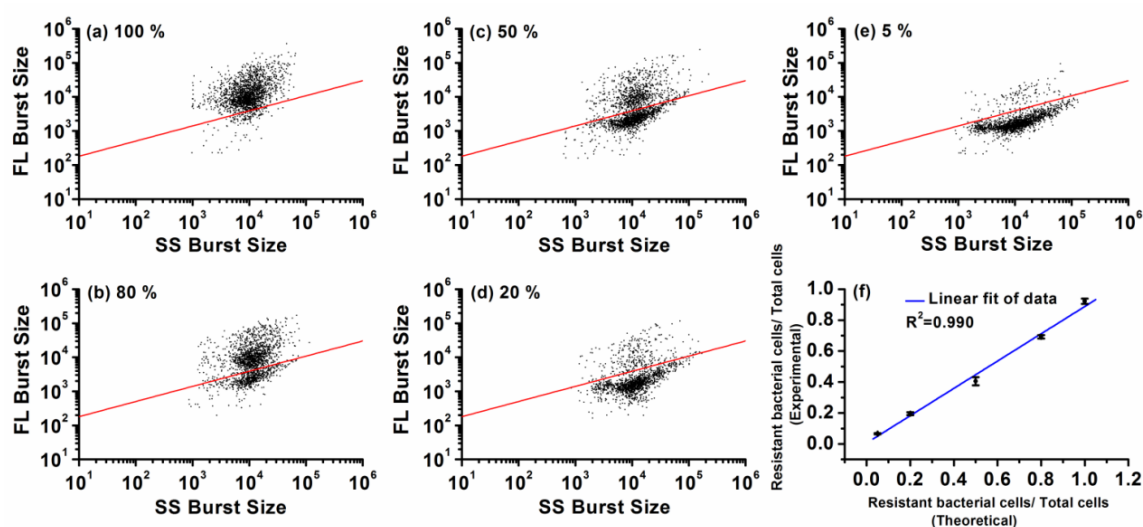 (a) 100 %
FL Burst Size
10^6
10^5
10^4
10^3
10^2
10^1
10^1 10^2 10^3 10^4 10^5 10^6
SS Burst Size
(c) 50 %
FL Burst Size
10^6
10^5
10^4
10^3
10^2
10^1
10^1 10^2 10^3 10^4 10^5 10^6
SS Burst Size
(e) 5 %
FL Burst Size
10^6
10^5
10^4
10^3
10^2
10^1
10^1 10^2 10^3 10^4 10^5 10^6
SS Burst Size
(b) 80 %
FL Burst Size
10^6
10^5
10^4
10^3
10^2
10^1
10^1 10^2 10^3 10^4 10^5 10^6
SS Burst Size
(d) 20 %
FL Burst Size
10^6
10^5
10^4
10^3
10^2
10^1
10^1 10^2 10^3 10^4 10^5 10^6
SS Burst Size
(f)
Linear fit of data
R^2=0.990
Resistant bacterial cells/ Total cells
(Experimental)
1.0
0.8
0.6
0.4
0.2
0.0
0.0 0.2 0.4 0.6 0.8 1.0 1.2
Resistant bacterial cells/ Total cells
(Theoretical)